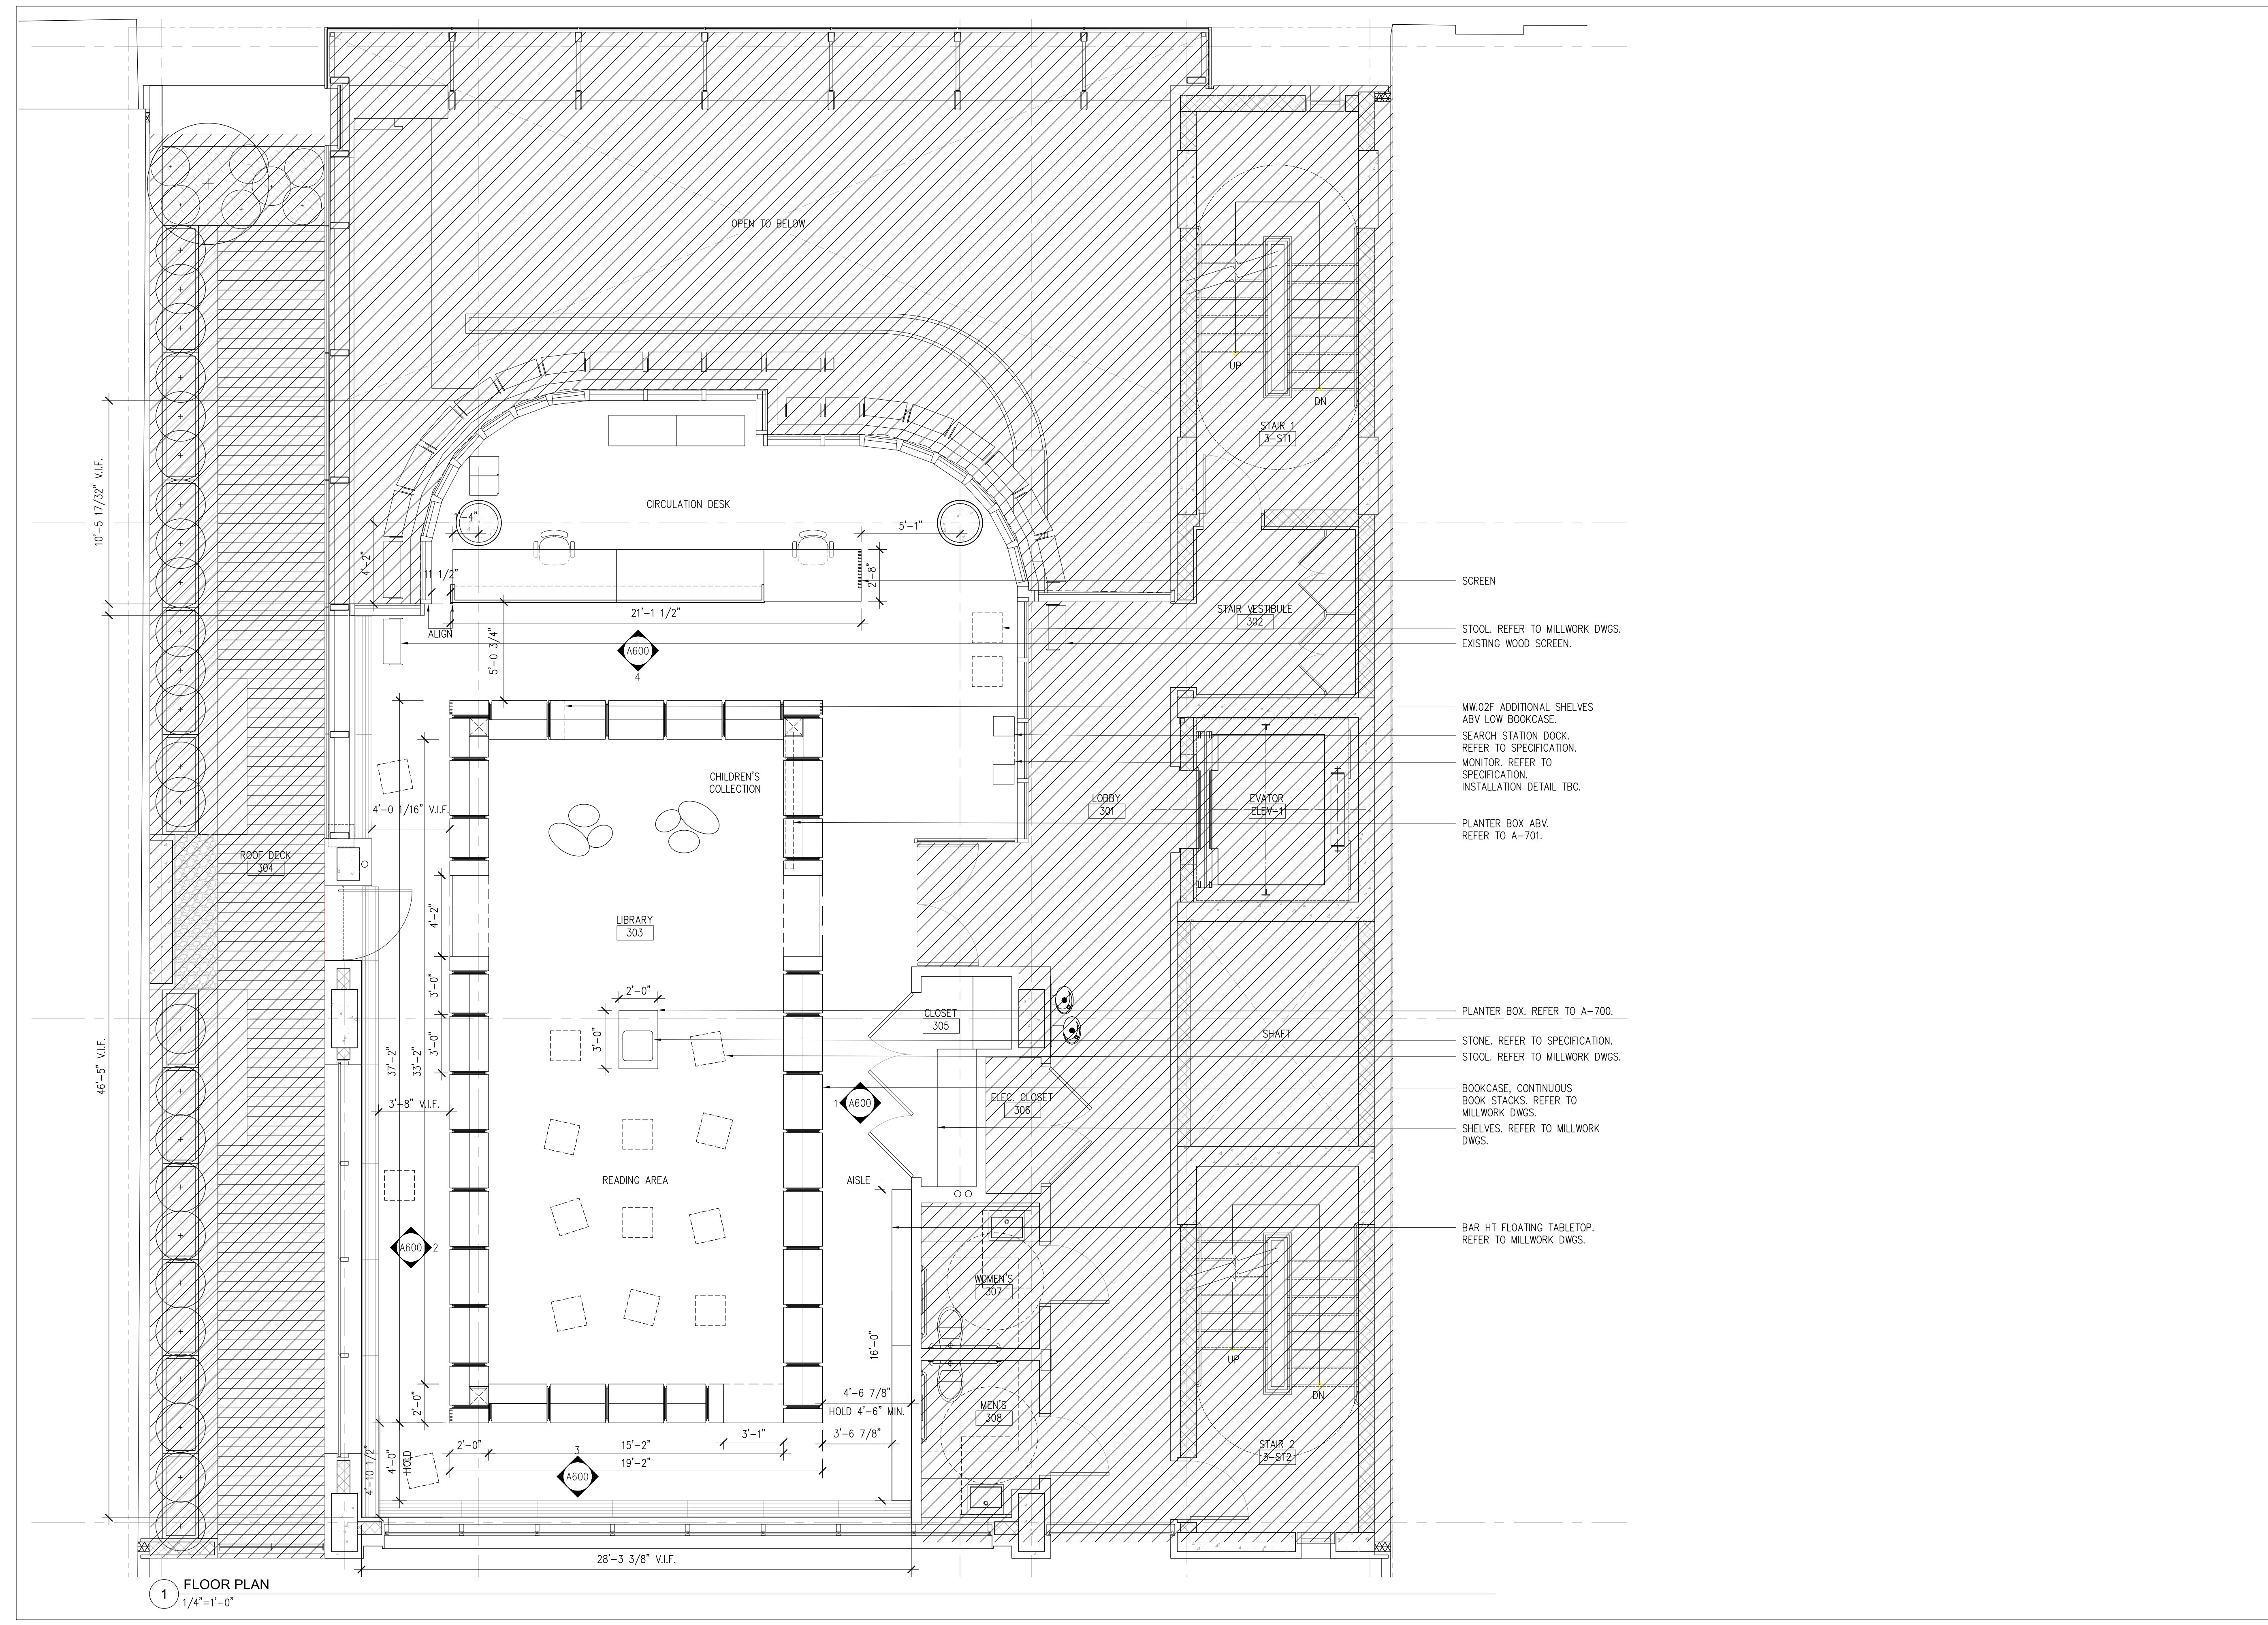 OPEN TO BELOW
UP
DN
STAIR 1
3-ST1
10'-5 17/32" V.I.F.
CIRCULATION DESK
1'-4"
5'-1"
4'-2"
11 1/2"
2'-8"
SCREEN
21'-1 1/2"
STAIR VESTIBULE
302
ALIGN
5'-0 3/4"
A600
4
STOOL. REFER TO MILLWORK DWGS.
EXISTING WOOD SCREEN.
MW.02F ADDITIONAL SHELVES
ABV LOW BOOKCASE.
SEARCH STATION DOCK.
REFER TO SPECIFICATION.
MONITOR. REFER TO
SPECIFICATION.
INSTALLATION DETAIL TBC.
CHILDREN'S
COLLECTION
4'-0 1/16" V.I.F.
LOBBY
301
EVATOR
ELEV-1
PLANTER BOX ABV.
REFER TO A-701.
ROOF DECK
304
4'-2"
LIBRARY
303
3'-0"
2'-0"
3'-0"
3'-0"
CLOSET
305
PLANTER BOX. REFER TO A-700.
SHAFT
STONE. REFER TO SPECIFICATION.
STOOL. REFER TO MILLWORK DWGS.
46'-5" V.I.F.
37'-2"
33'-2"
3'-8" V.I.F.
1
A600
ELEC. CLOSET
306
BOOKCASE, CONTINUOUS
BOOK STACKS. REFER TO
MILLWORK DWGS.
SHELVES. REFER TO MILLWORK
DWGS.
READING AREA
AISLE
A600
2
BAR HT FLOATING TABLETOP.
REFER TO MILLWORK DWGS.
WOMEN'S
307
16'-0"
UP
DN
2'-0"
4'-6 7/8"
HOLD 4'-6" MIN.
MEN'S
308
3'-6 7/8"
4'-10 1/2"
4'-0"
HOLD
2'-0"
15'-2"
3'-1"
19'-2"
3
A600
STAIR 2
3-ST2
28'-3 3/8" V.I.F.
1
FLOOR PLAN
1/4"=1'-0"